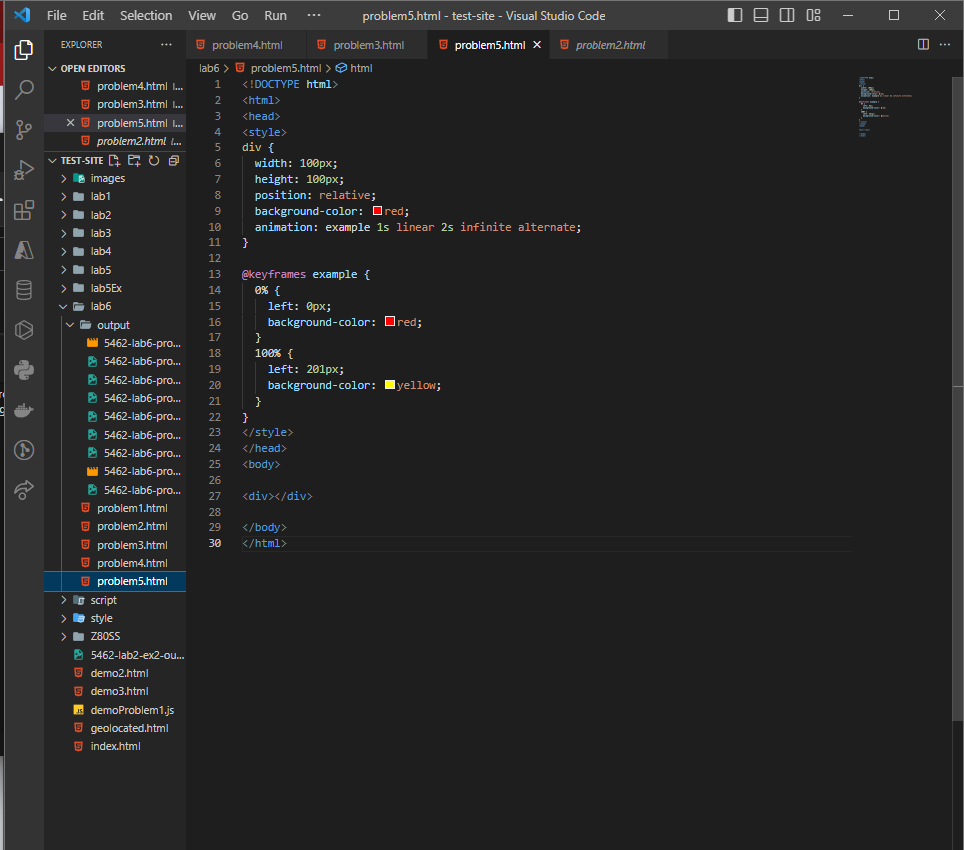 File Edit Selection View Go Run ··· problem5.html - test-site - Visual Studio Code
EXPLORER ···
OPEN EDITORS
problem4.html l...
problem3.html l...
problem5.html l...
problem2.html l...
TEST-SITE
images
lab1
lab2
lab3
lab4
lab5
lab5Ex
lab6
output
5462-lab6-pro...
5462-lab6-pro...
5462-lab6-pro...
5462-lab6-pro...
5462-lab6-pro...
5462-lab6-pro...
5462-lab6-pro...
5462-lab6-pro...
5462-lab6-pro...
problem1.html
problem2.html
problem3.html
problem4.html
problem5.html
script
style
Z80SS
5462-lab2-ex2-ou...
demo2.html
demo3.html
demoProblem1.js
geolocated.html
index.html
problem4.html problem3.html problem5.html problem2.html
lab6 > problem5.html > html
1 <!DOCTYPE html>
2 <html>
3 <head>
4 <style>
5 div {
6 width: 100px;
7 height: 100px;
8 position: relative;
9 background-color: red;
10 animation: example 1s linear 2s infinite alternate;
11 }
12
13 @keyframes example {
14 0% {
15 left: 0px;
16 background-color: red;
17 }
18 100% {
19 left: 201px;
20 background-color: yellow;
21 }
22 }
23 </style>
24 </head>
25 <body>
26
27 <div></div>
28
29 </body>
30 </html>